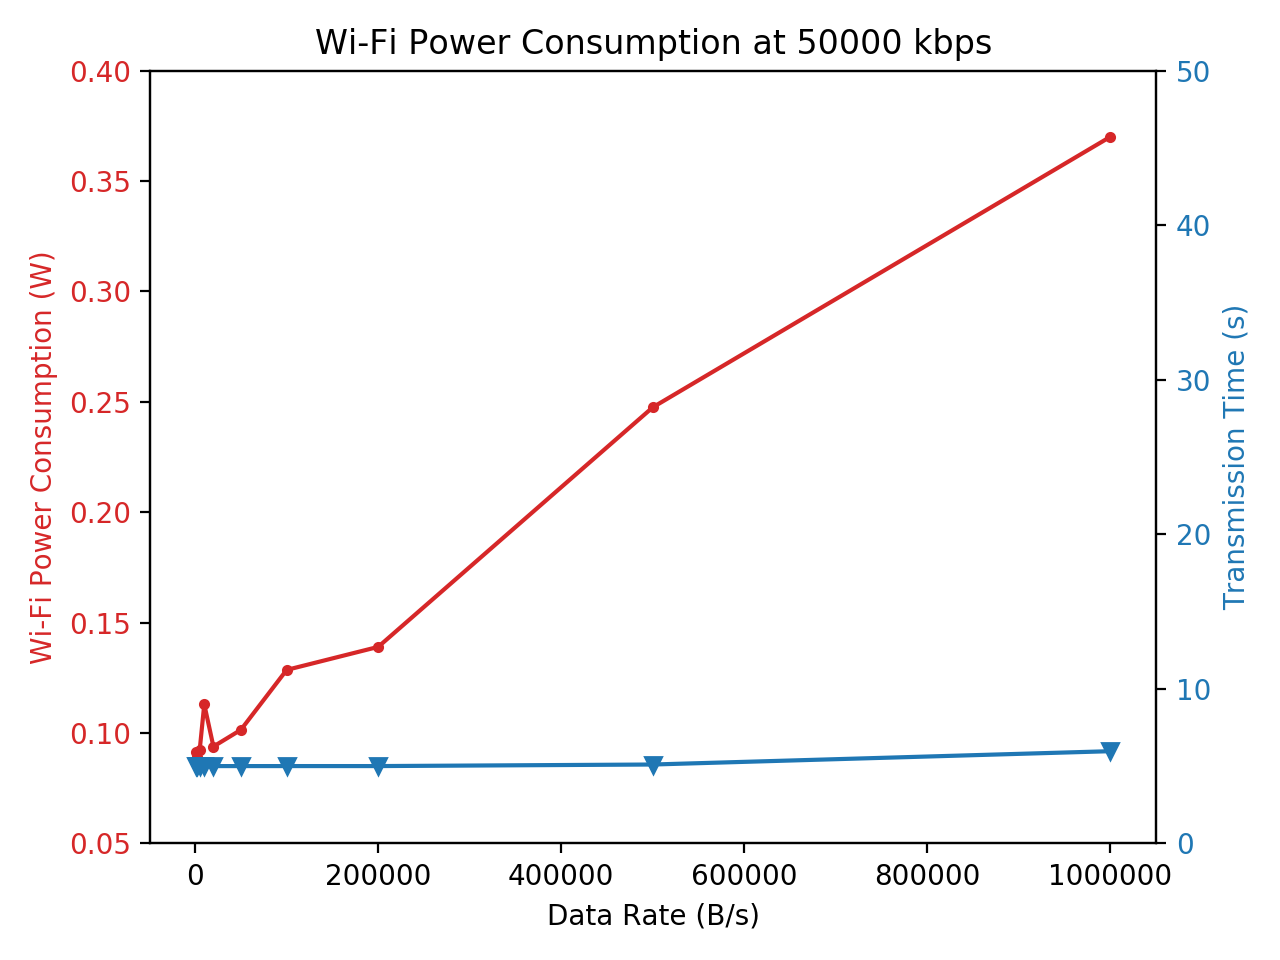 Wi-Fi Power Consumption at 50000 kbps
0.40
0.35
0.30
0.25
0.20
0.15
0.10
0.05
Wi-Fi Power Consumption (W)
50
40
30
20
10
0
Transmission Time (s)
0 200000 400000 600000 800000 1000000
Data Rate (B/s)